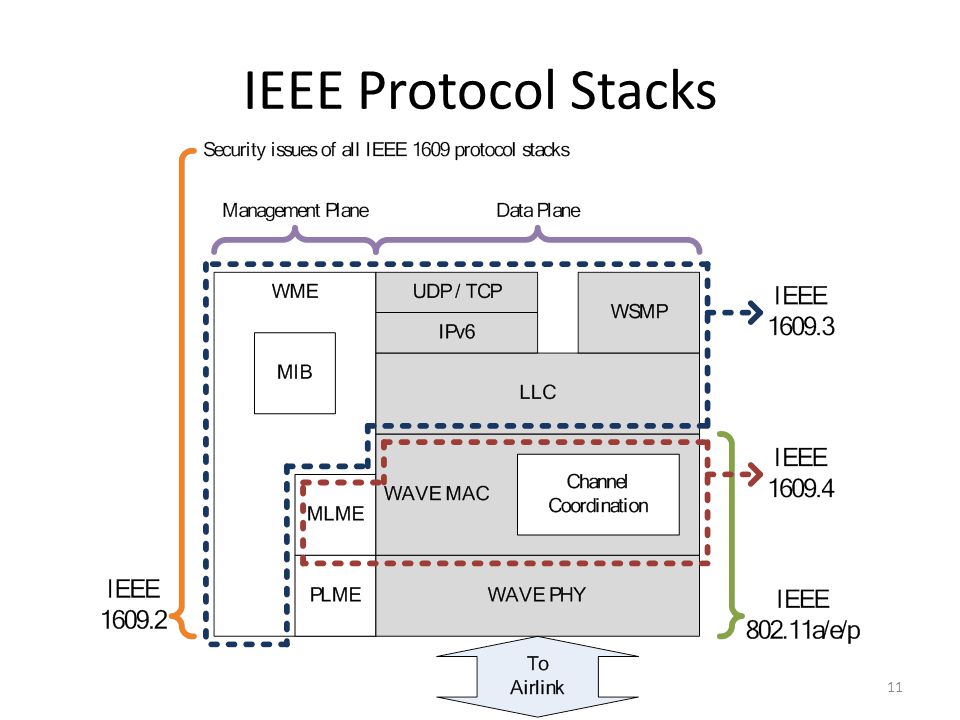 IEEE Protocol Stacks
Security issues of all IEEE 1609 protocol stacks
Management Plane
Data Plane
WME
UDP / TCP
WSMP
IEEE
1609.3
IPv6
MIB
LLC
IEEE
1609.4
WAVE MAC
Channel
Coordination
MLME
IEEE
1609.2
PLME
WAVE PHY
IEEE
802.11a/e/p
To
Airlink
11